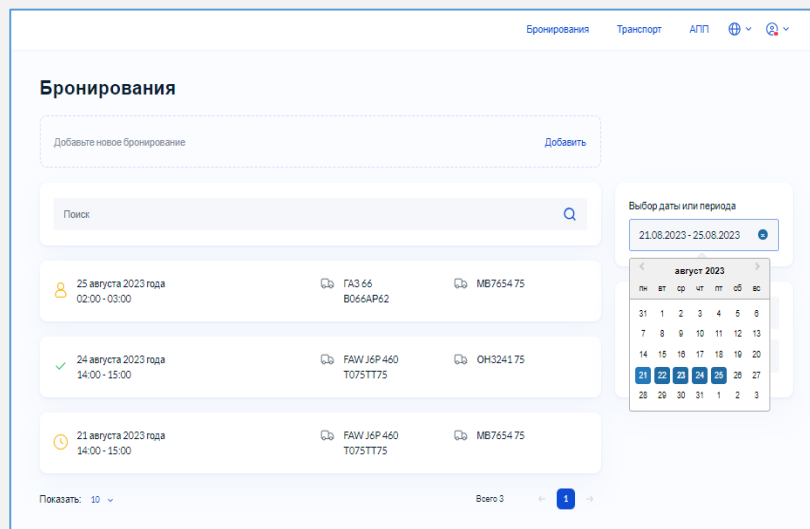 Бронирования Транспорт АПП
Бронирования
Добавьте новое бронирование Добавить
Поиск
Выбор даты или периода
21.08.2023 - 25.08.2023
август 2023
пн вт ср чт пт сб вс
31 1 2 3 4 5 6
7 8 9 10 11 12 13
14 15 16 17 18 19 20
21 22 23 24 25 26 27
28 29 30 31 1 2 3
25 августа 2023 года ГАЗ 66 МВ7654 75
02:00 - 03:00 В066АР62
24 августа 2023 года FAW J6P 460 ОН3241 75
14:00 - 15:00 Т075ТТ75
21 августа 2023 года FAW J6P 460 МВ7654 75
14:00 - 15:00 Т075ТТ75
Показать: 10 Всего 3 ← 1 →